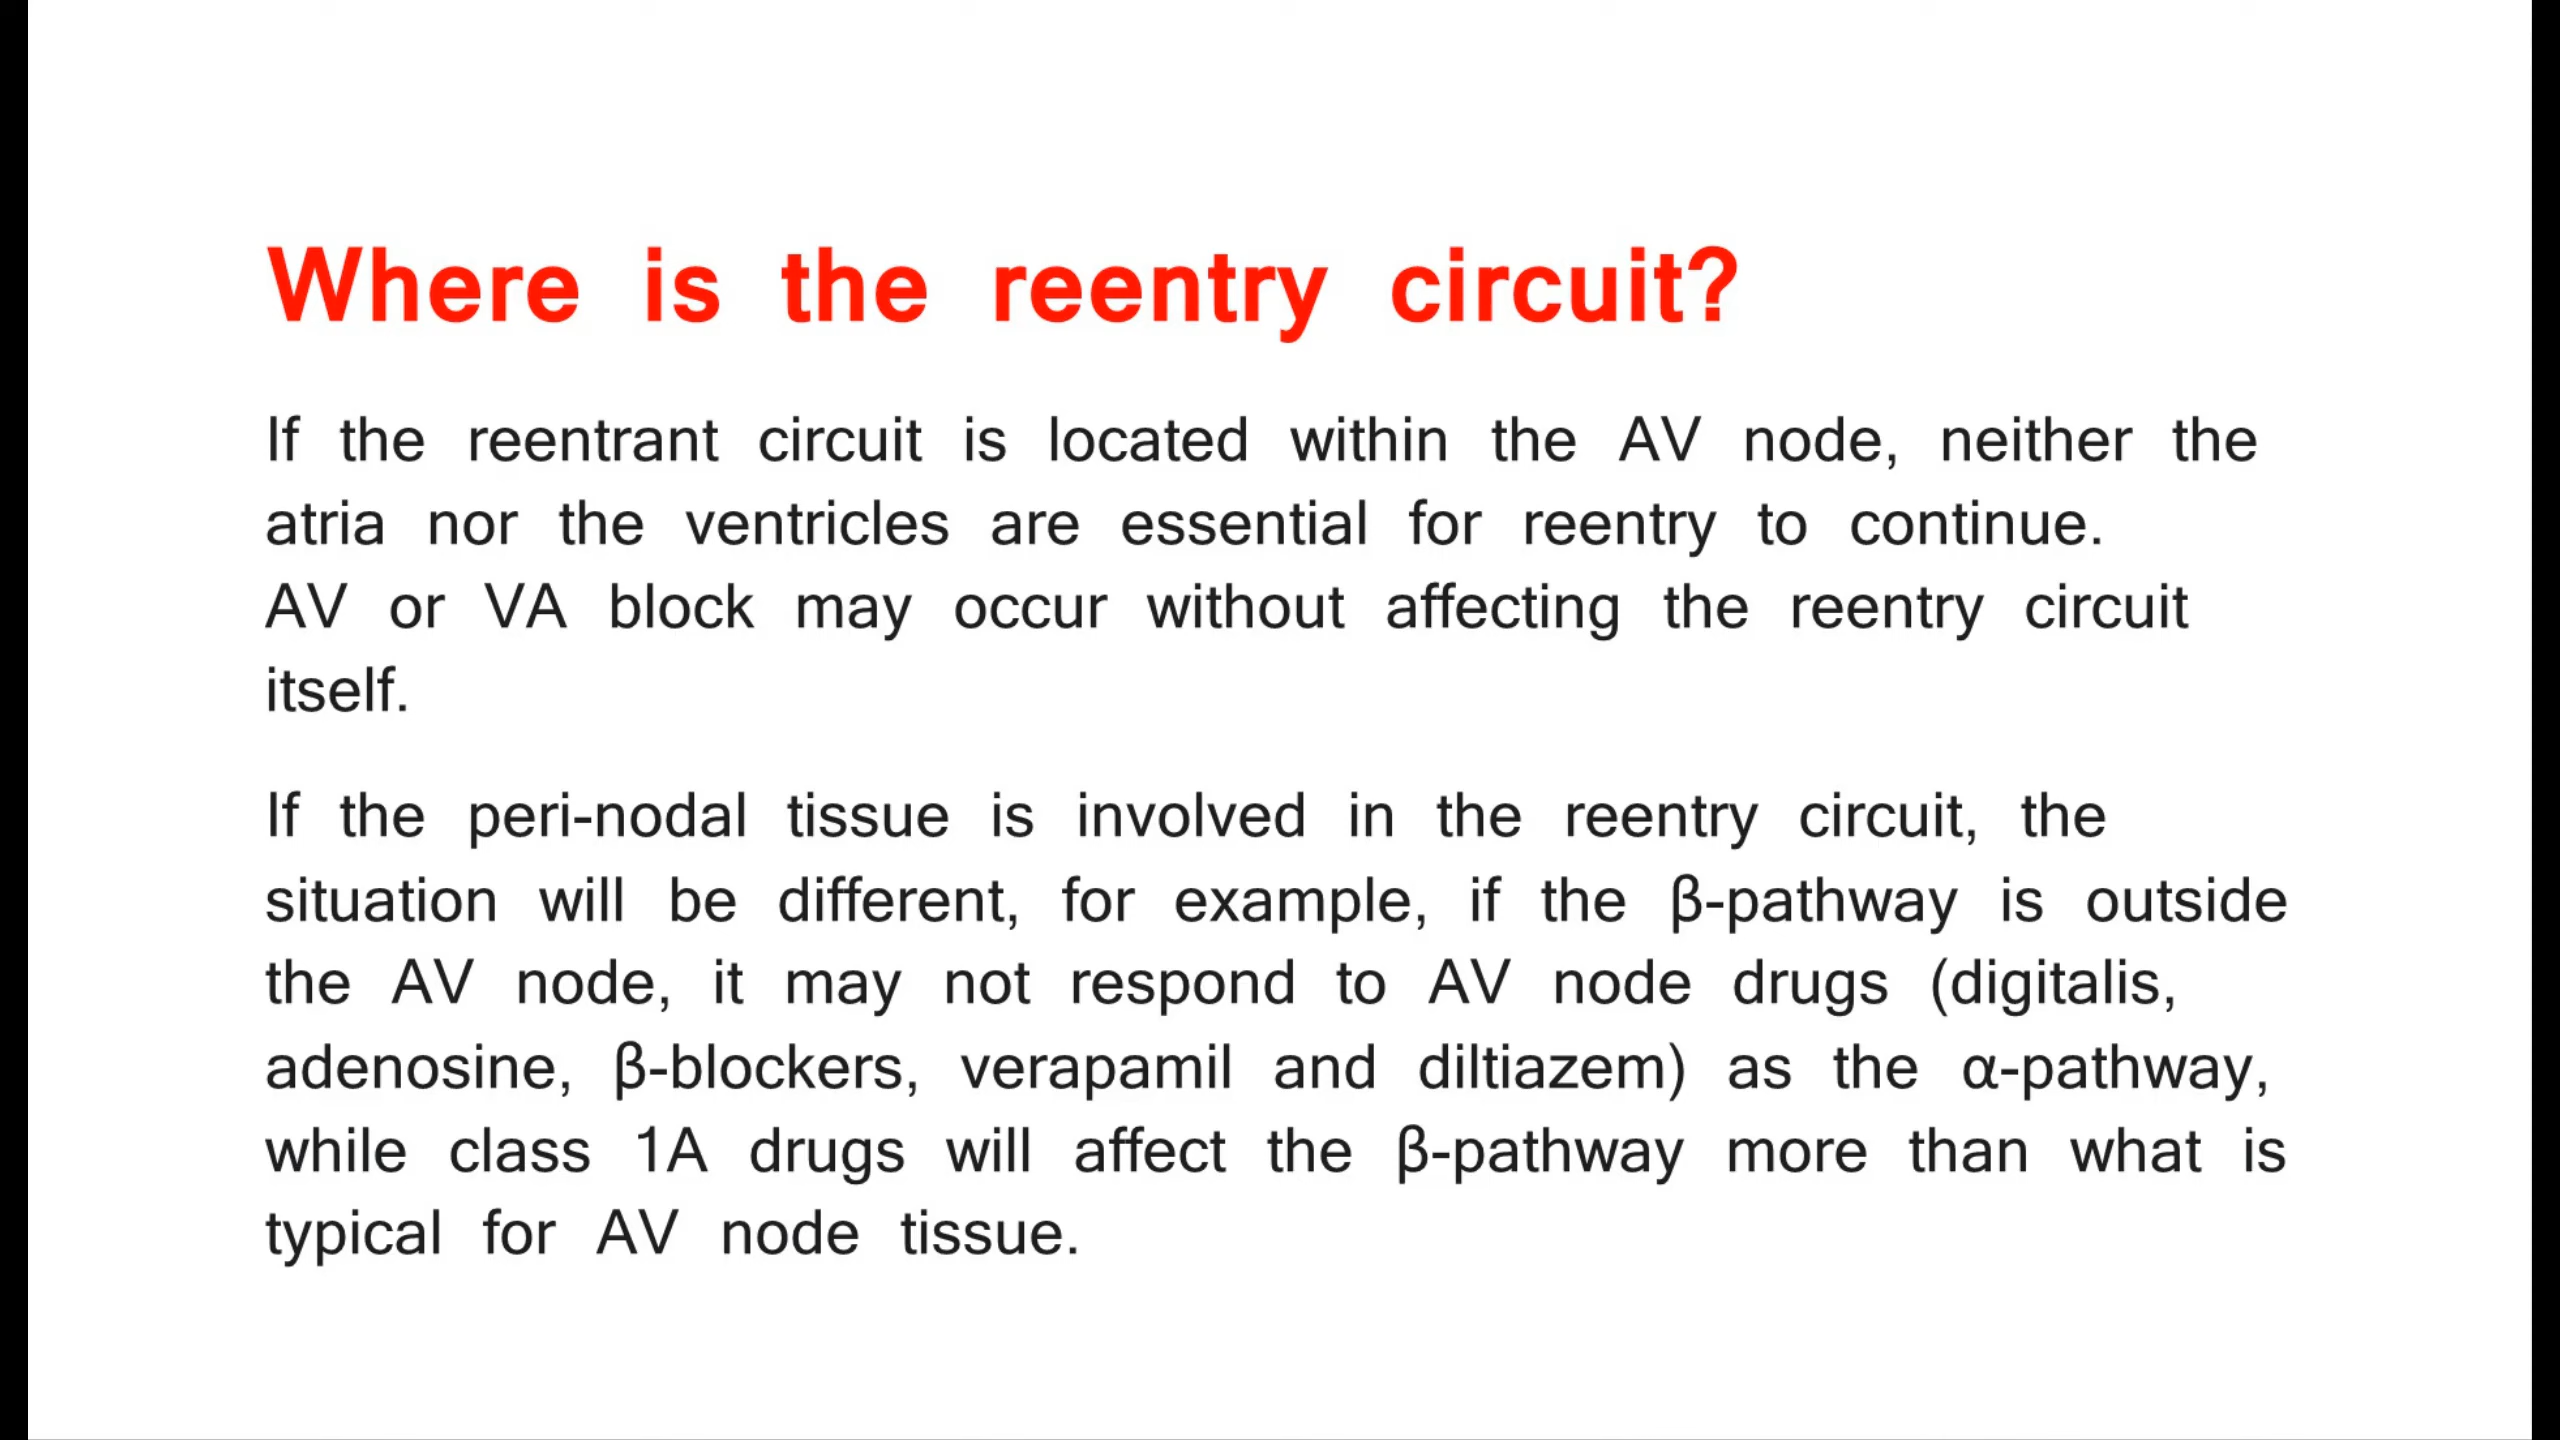 Where is the reentry circuit?
If the reentrant circuit is located within the AV node, neither the
atria nor the ventricles are essential for reentry to continue.
AV or VA block may occur without affecting the reentry circuit
itself.
If the peri-nodal tissue is involved in the reentry circuit, the
situation will be different, for example, if the β-pathway is outside
the AV node, it may not respond to AV node drugs (digitalis,
adenosine, β-blockers, verapamil and diltiazem) as the α-pathway,
while class 1A drugs will affect the β-pathway more than what is
typical for AV node tissue.